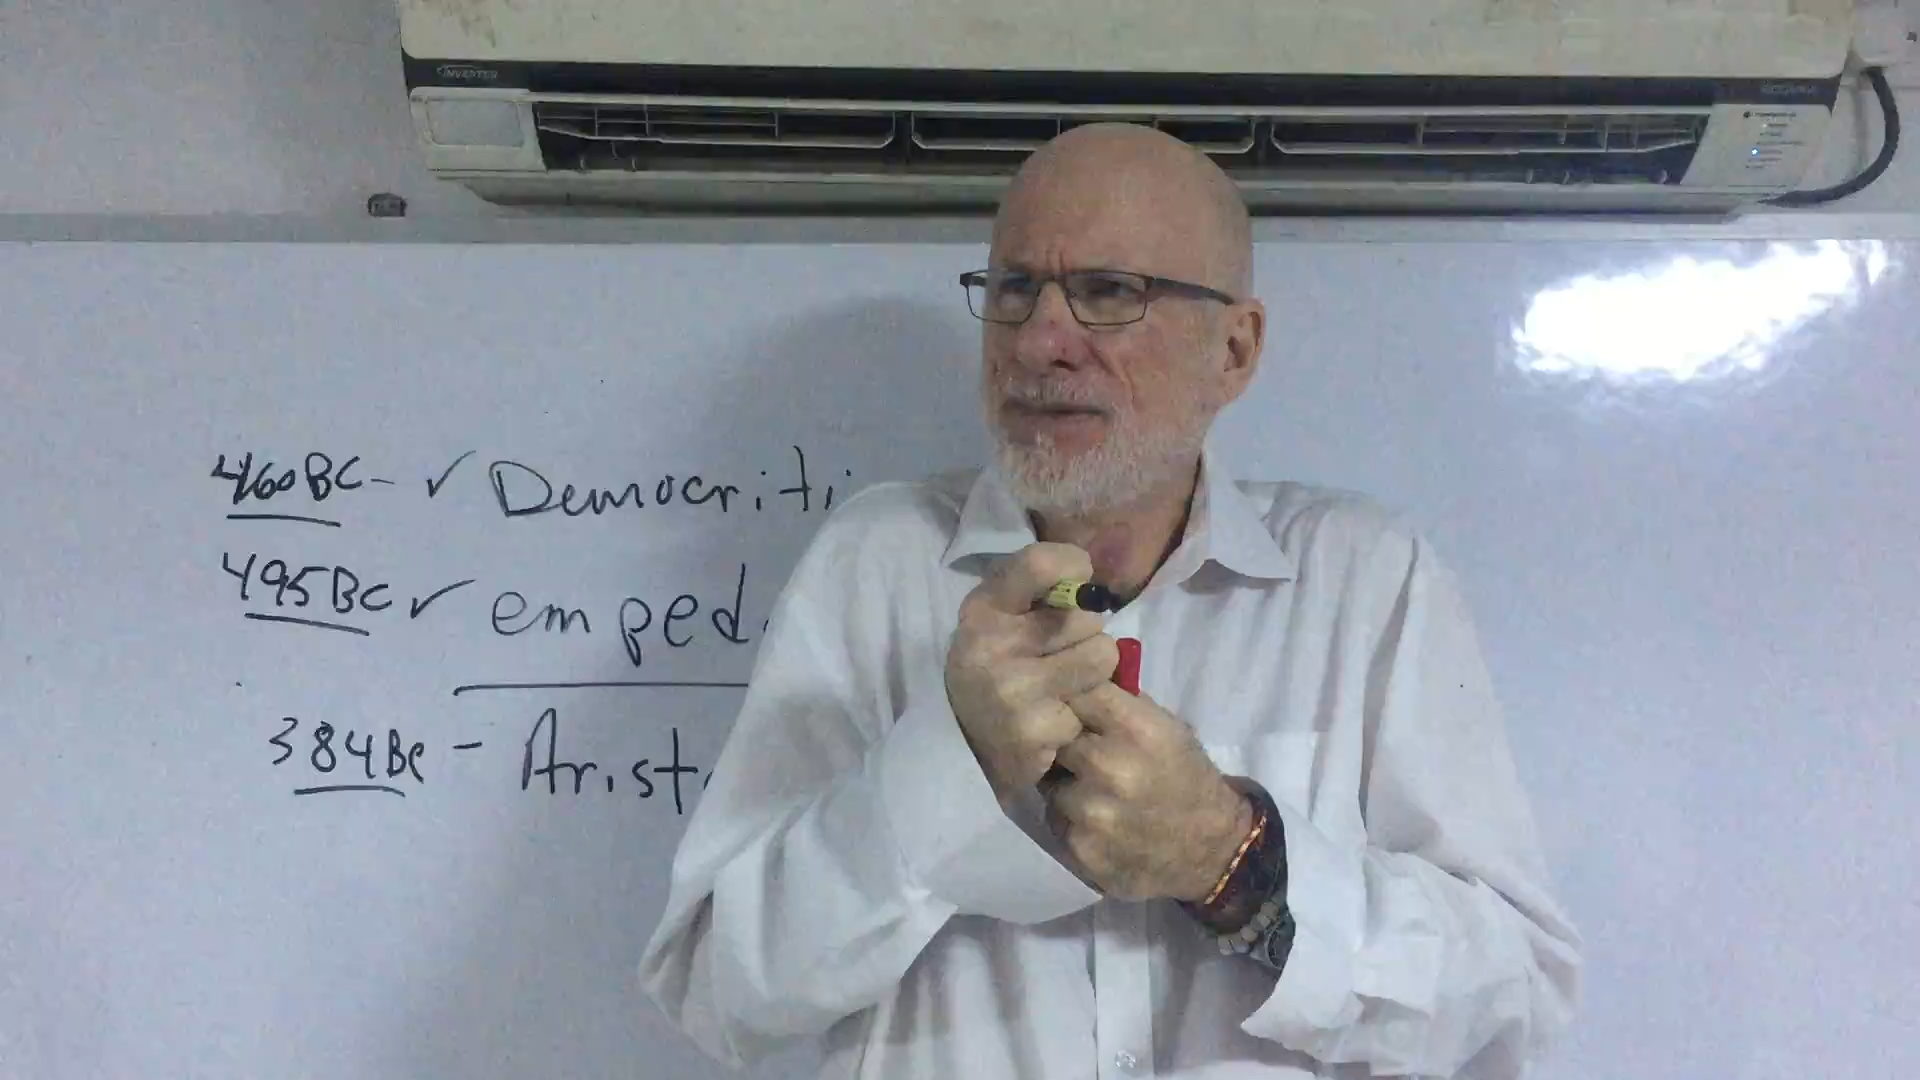 INVERTER
460BC - ✓ Democriti
495BC ✓ emped
384BC - Arist